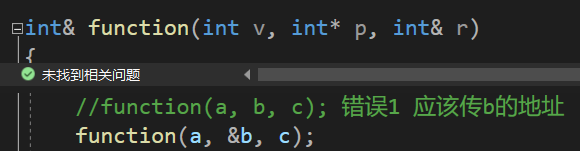 int& function(int v, int* p, int& r)
{
未找到相关问题
//function(a, b, c); 错误1 应该传b的地址
function(a, &b, c);